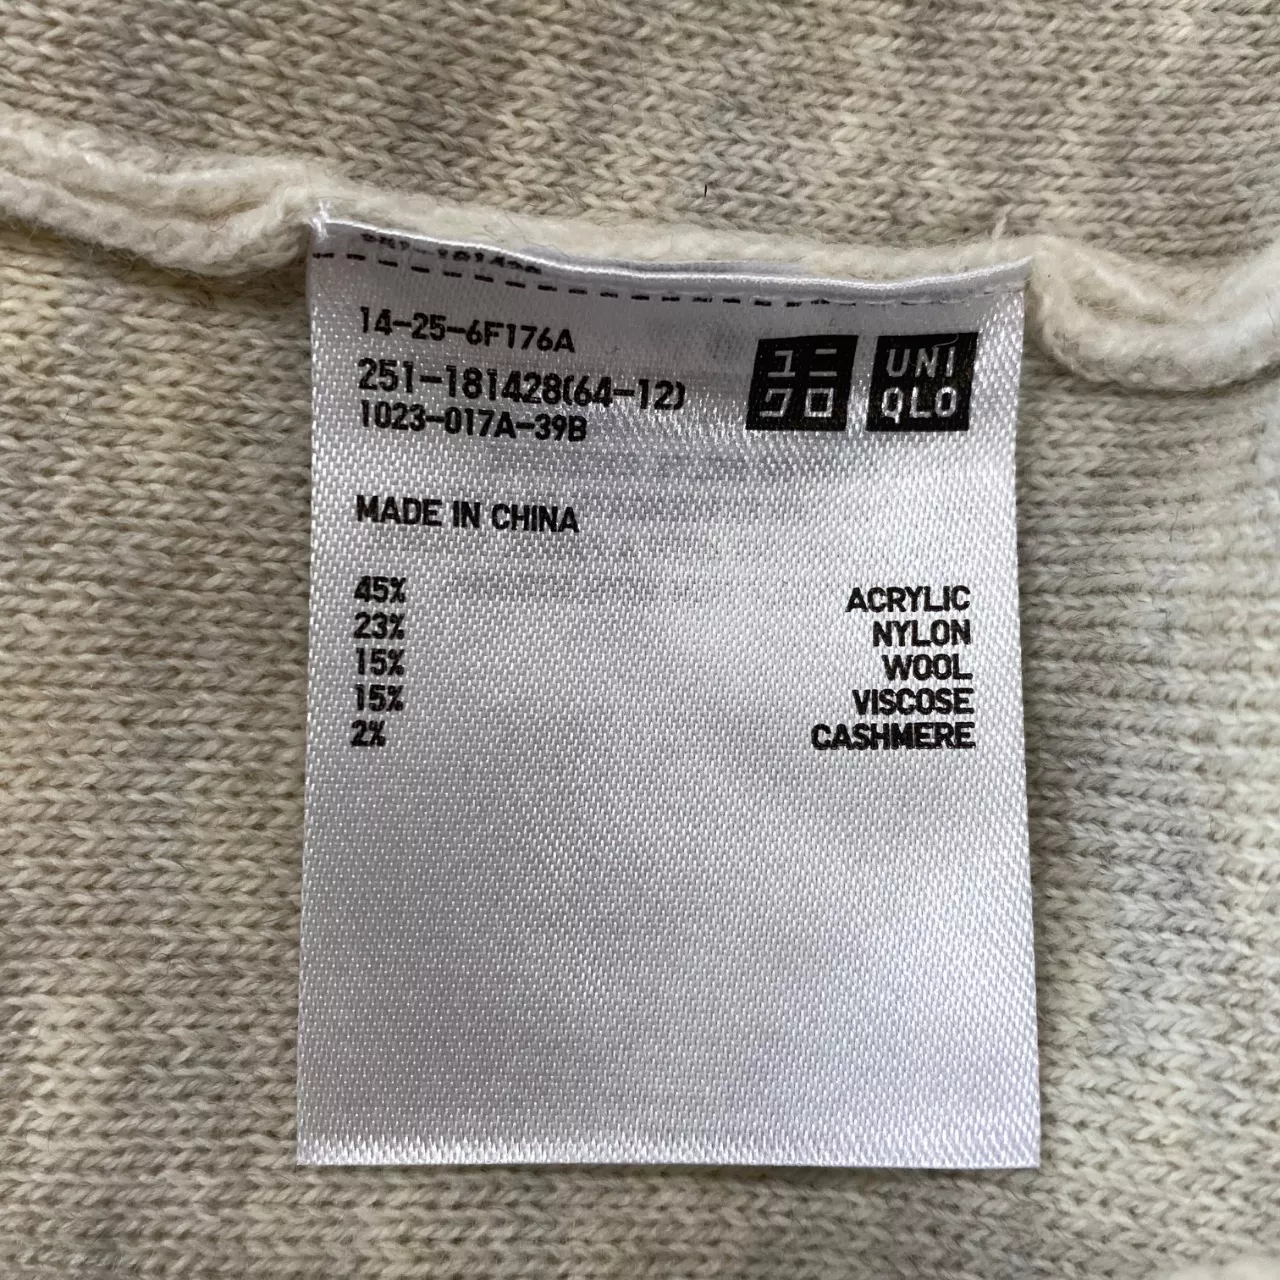 14-25-6F176A
251-181428(64-12)
1023-017A-39B
ユニ
クロ
UNI
QLO
MADE IN CHINA
45% ACRYLIC
23% NYLON
15% WOOL
15% VISCOSE
2% CASHMERE